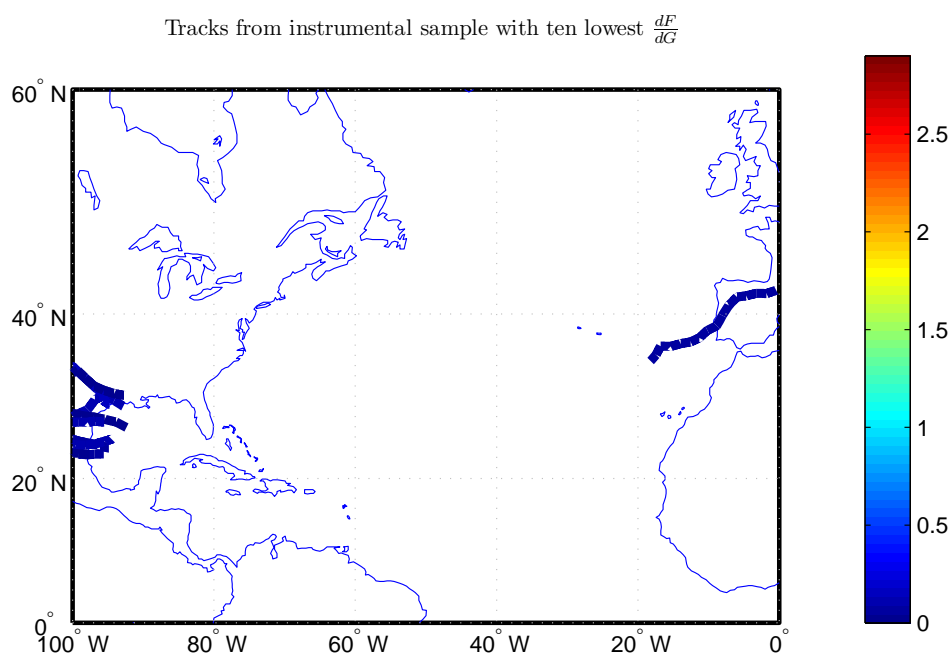 Tracks from instrumental sample with ten lowest dF/dG
60° N
40° N
20° N
0°
100° W 80° W 60° W 40° W 20° W 0°
2.5
2
1.5
1
0.5
0